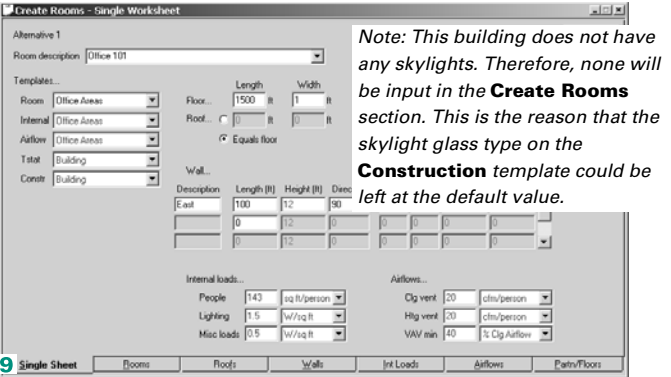 Create Rooms - Single Worksheet
Alternative 1
Room description Office 101
Note: This building does not have
any skylights. Therefore, none will
be input in the Create Rooms
section. This is the reason that the
skylight glass type on the
Construction template could be
left at the default value.
Templates...
Length Width
Room Office Areas Floor... 1500 ft 1 ft
Internal Office Areas Roof... 0 ft 0 ft
Airflow Office Areas Equals floor
Tstat Building
Constr Building
Wall...
Description Length (ft) Height (ft) Direc
East 100 12 90
0 12 0 0 0 0 0
0 12 0 0 0 0 0
Internal loads... Airflows...
People 143 sq ft/person Clg vent 20 cfm/person
Lighting 1.5 W/sq ft Htg vent 20 cfm/person
Misc loads 0.5 W/sq ft VAV min 40 % Clg Airflow
9 Single Sheet Rooms Roofs Walls Int Loads Airflows Partn/Floors